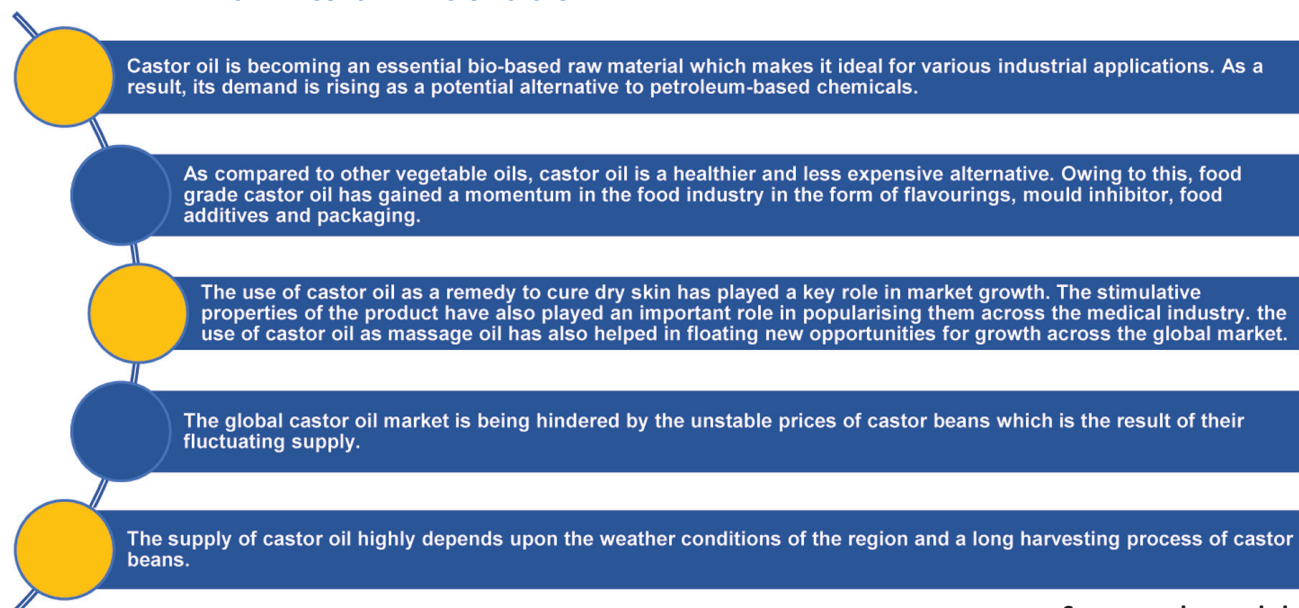 Castor oil is becoming an essential bio-based raw material which makes it ideal for various industrial applications. As a
result, its demand is rising as a potential alternative to petroleum-based chemicals.
As compared to other vegetable oils, castor oil is a healthier and less expensive alternative. Owing to this, food
grade castor oil has gained a momentum in the food industry in the form of flavourings, mould inhibitor, food
additives and packaging.
The use of castor oil as a remedy to cure dry skin has played a key role in market growth. The stimulative
properties of the product have also played an important role in popularising them across the medical industry. the
use of castor oil as massage oil has also helped in floating new opportunities for growth across the global market.
The global castor oil market is being hindered by the unstable prices of castor beans which is the result of their
fluctuating supply.
The supply of castor oil highly depends upon the weather conditions of the region and a long harvesting process of castor
beans.